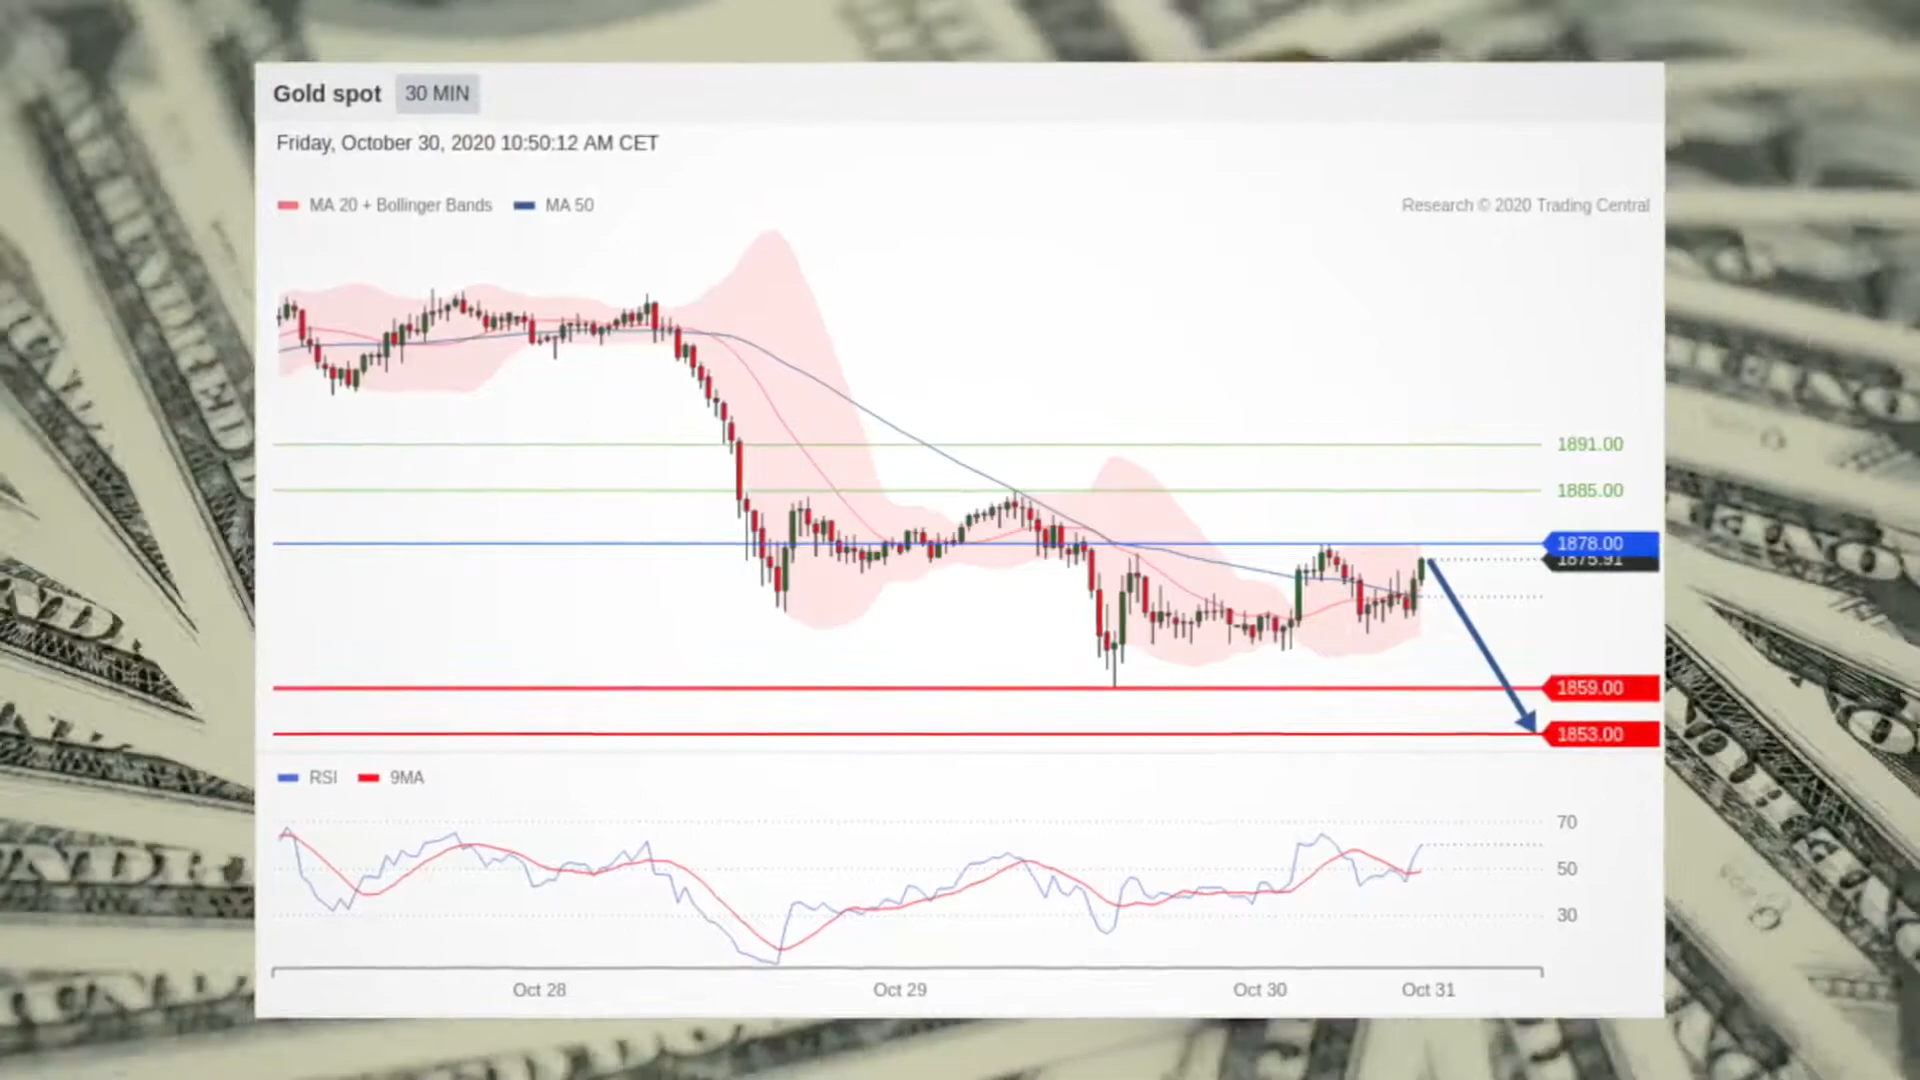 Gold spot 30 MIN
Friday, October 30, 2020 10:50:12 AM CET
MA 20 + Bollinger Bands MA 50
Research © 2020 Trading Central
1891.00
1885.00
1878.00
1875.91
1859.00
1853.00
RSI 9MA
70
50
30
Oct 28 Oct 29 Oct 30 Oct 31